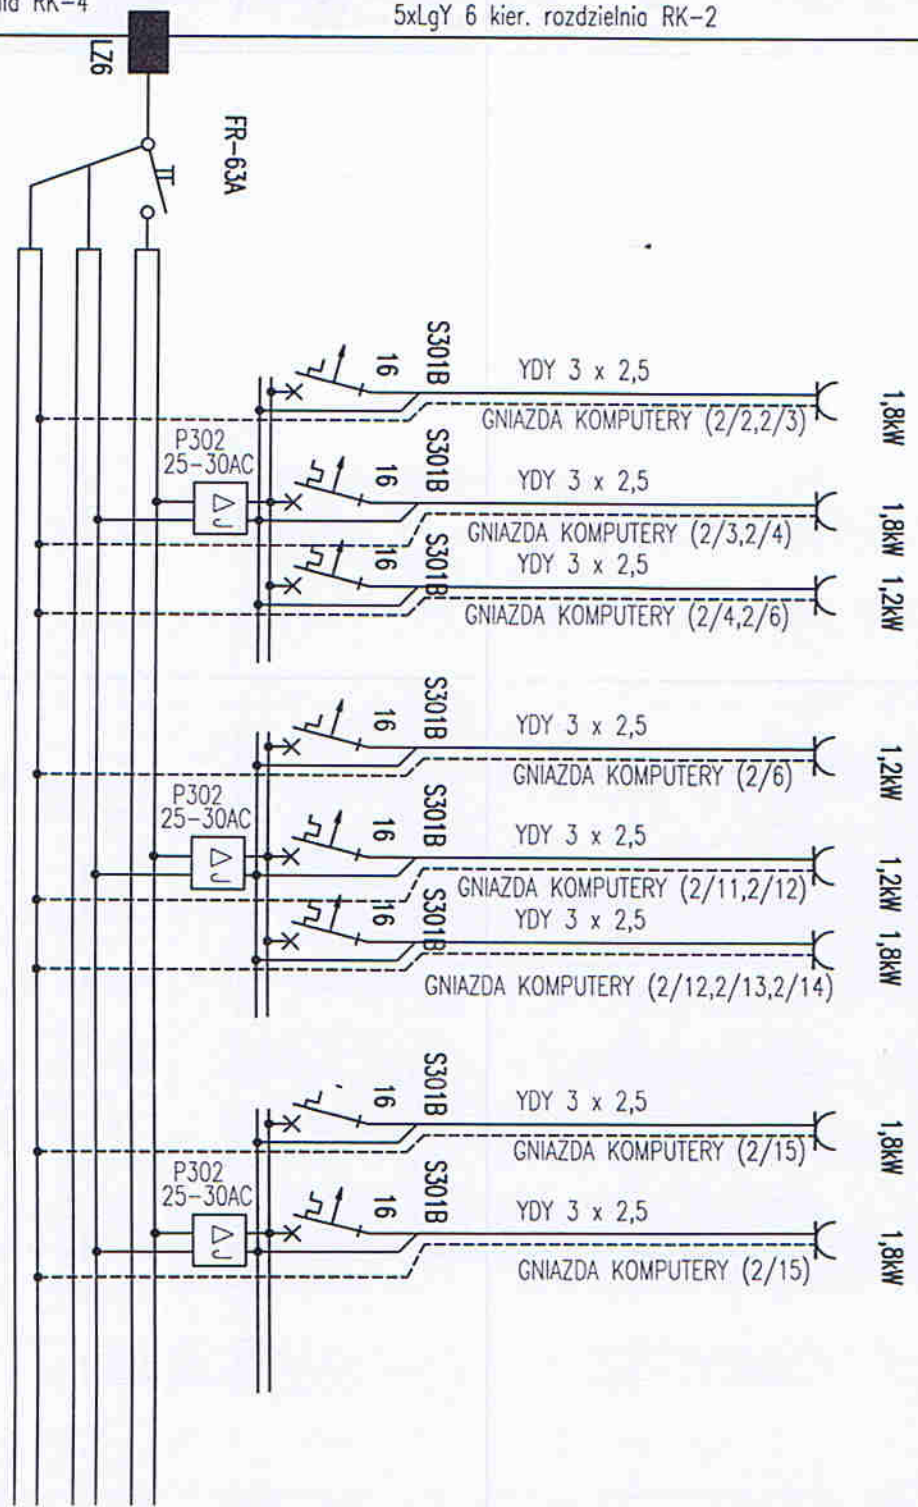 RK-4
5xLgY 6 kier. rozdzielnia RK-2
LZ6
FR-63A
S301B
16
YDY 3 x 2,5
GNIAZDA KOMPUTERY (2/2,2/3)
1,8kW
P302
25-30AC
S301B
16
YDY 3 x 2,5
GNIAZDA KOMPUTERY (2/3,2/4)
1,8kW
S301B
16
YDY 3 x 2,5
GNIAZDA KOMPUTERY (2/4,2/6)
1,2kW
S301B
16
YDY 3 x 2,5
GNIAZDA KOMPUTERY (2/6)
1,2kW
P302
25-30AC
S301B
16
YDY 3 x 2,5
GNIAZDA KOMPUTERY (2/11,2/12)
1,2kW
S301B
16
YDY 3 x 2,5
GNIAZDA KOMPUTERY (2/12,2/13,2/14)
1,8kW
S301B
16
YDY 3 x 2,5
GNIAZDA KOMPUTERY (2/15)
1,8kW
P302
25-30AC
S301B
16
YDY 3 x 2,5
GNIAZDA KOMPUTERY (2/15)
1,8kW